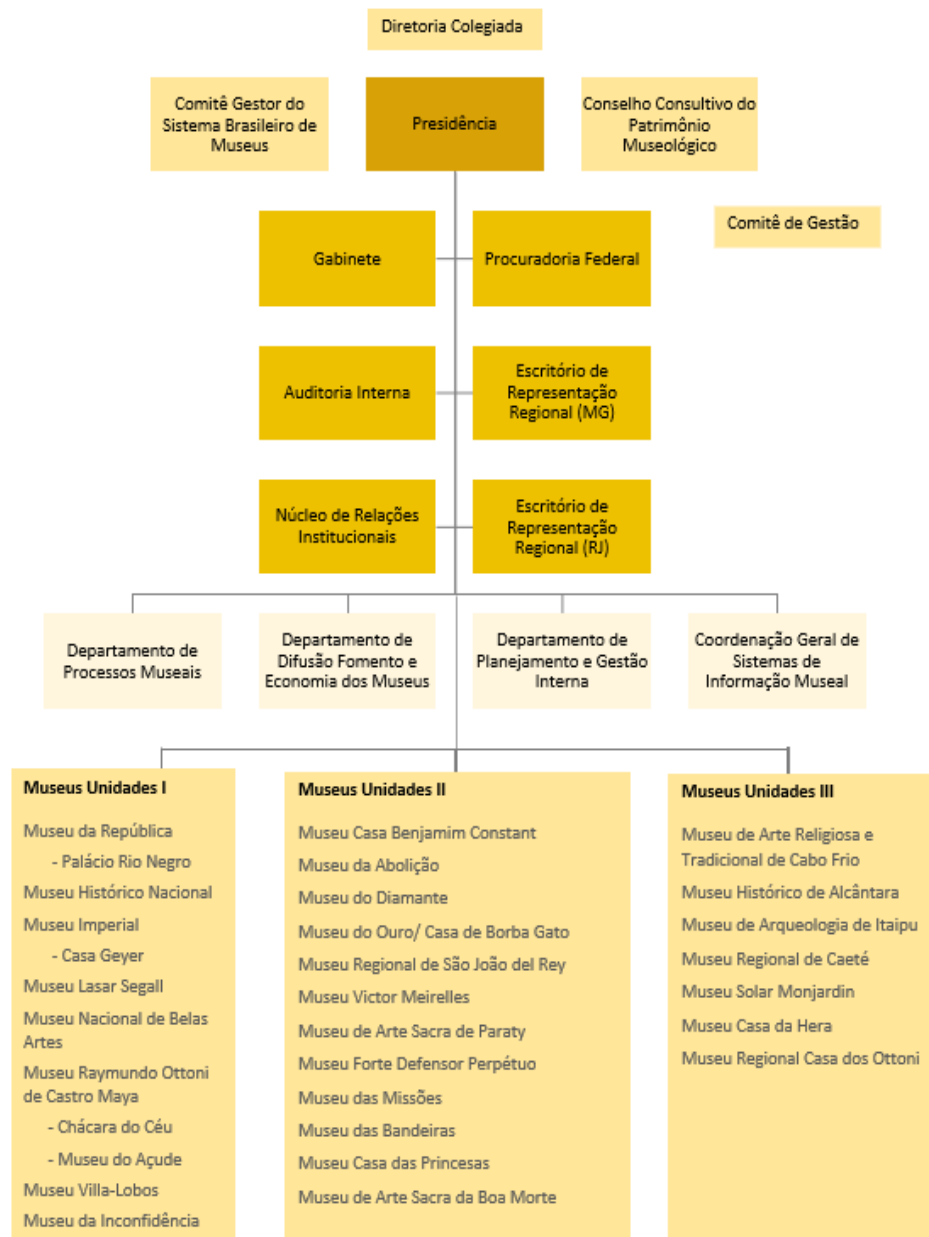 Diretoria Colegiada
Comitê Gestor do
Sistema Brasileiro de
Museus
Presidência
Conselho Consultivo do
Patrimônio
Museológico
Comitê de Gestão
Gabinete
Procuradoria Federal
Auditoria Interna
Escritório de
Representação
Regional (MG)
Núcleo de Relações
Institucionais
Escritório de
Representação
Regional (RJ)
Departamento de
Processos Museais
Departamento de
Difusão Fomento e
Economia dos Museus
Departamento de
Planejamento e Gestão
Interna
Coordenação Geral de
Sistemas de
Informação Museal
Museus Unidades I
Museu da República
- Palácio Rio Negro
Museu Histórico Nacional
Museu Imperial
- Casa Geyer
Museu Lasar Segall
Museu Nacional de Belas
Artes
Museu Raymundo Ottoni
de Castro Maya
- Chácara do Céu
- Museu do Açude
Museu Villa-Lobos
Museu da Inconfidência
Museus Unidades II
Museu Casa Benjamim Constant
Museu da Abolição
Museu do Diamante
Museu do Ouro/ Casa de Borba Gato
Museu Regional de São João del Rey
Museu Victor Meirelles
Museu de Arte Sacra de Paraty
Museu Forte Defensor Perpétuo
Museu das Missões
Museu das Bandeiras
Museu Casa das Princesas
Museu de Arte Sacra da Boa Morte
Museus Unidades III
Museu de Arte Religiosa e
Tradicional de Cabo Frio
Museu Histórico de Alcântara
Museu de Arqueologia de Itaipu
Museu Regional de Caeté
Museu Solar Monjardin
Museu Casa da Hera
Museu Regional Casa dos Ottoni